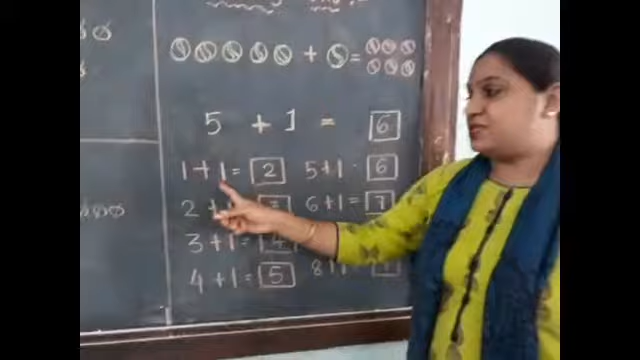 + =
5 + 1 = 6
1+1= 2 5+1 6
2 6+1= 7
3+1= 4
4+1= 5 8